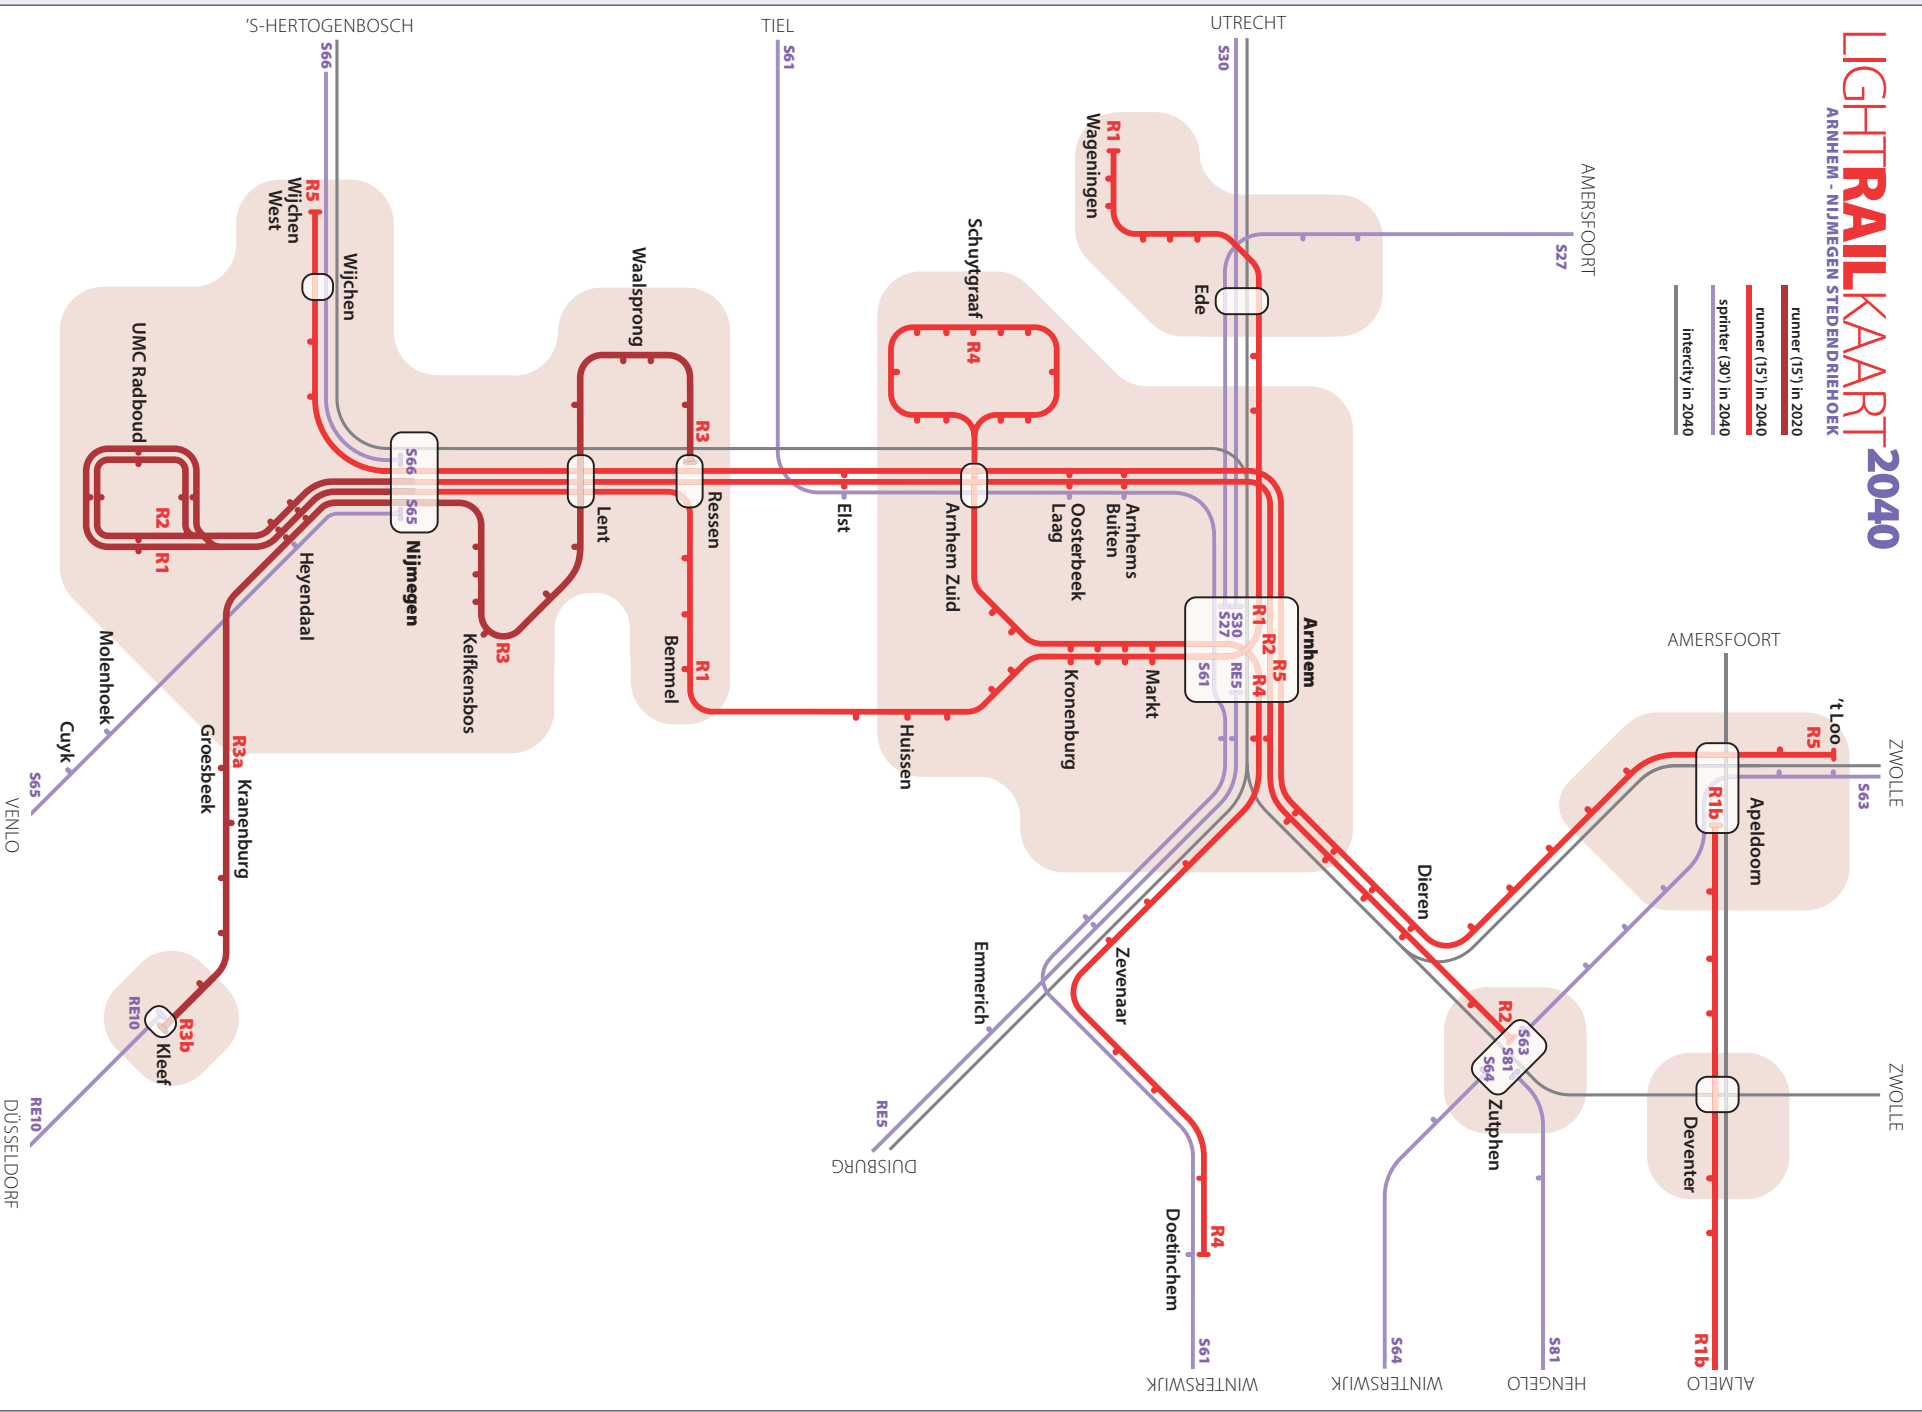 LIGHTRAILKAART 2040
ARNHEM - NIJMEGEN STEDENDRIEHOEK
runner (15') in 2020
runner (15') in 2040
sprinter (30') in 2040
intercity in 2040
'S-HERTOGENBOSCH
S66
TIEL
S61
UTRECHT
S30
AMERSFOORT
S27
R1
Wageningen
Ede
R5
Wijchen
West
Wijchen
Waalsprong
Schuytgraaf
R4
UMC Radboud
R2
R1
Heyendaal
S66
S65
Nijmegen
Lent
R3
Ressen
Elst
Arnhem Zuid
Oosterbeek
Laag
Arnhems
Buiten
Kelfkensbos
R3
Bemmel
R1
Huissen
Kronenburg
Markt
Arnhem
R1
R2
R5
R4
S30
S27
RE5
S61
Molenhoek
Cuyk
S65
VENLO
Groesbeek
R3a
Kranenburg
RE10
R3b
Kleef
RE10
DÜSSELDORF
Emmerich
RE5
DUISBURG
Zevenaar
Doetinchem
R4
S61
WINTERSWIJK
Dieren
R2
S63
S81
S64
Zutphen
S64
WINTERSWIJK
S81
HENGELO
AMERSFOORT
't Loo
R5
ZWOLLE
S63
R1b
Apeldoorn
ZWOLLE
Deventer
R1b
ALMELO